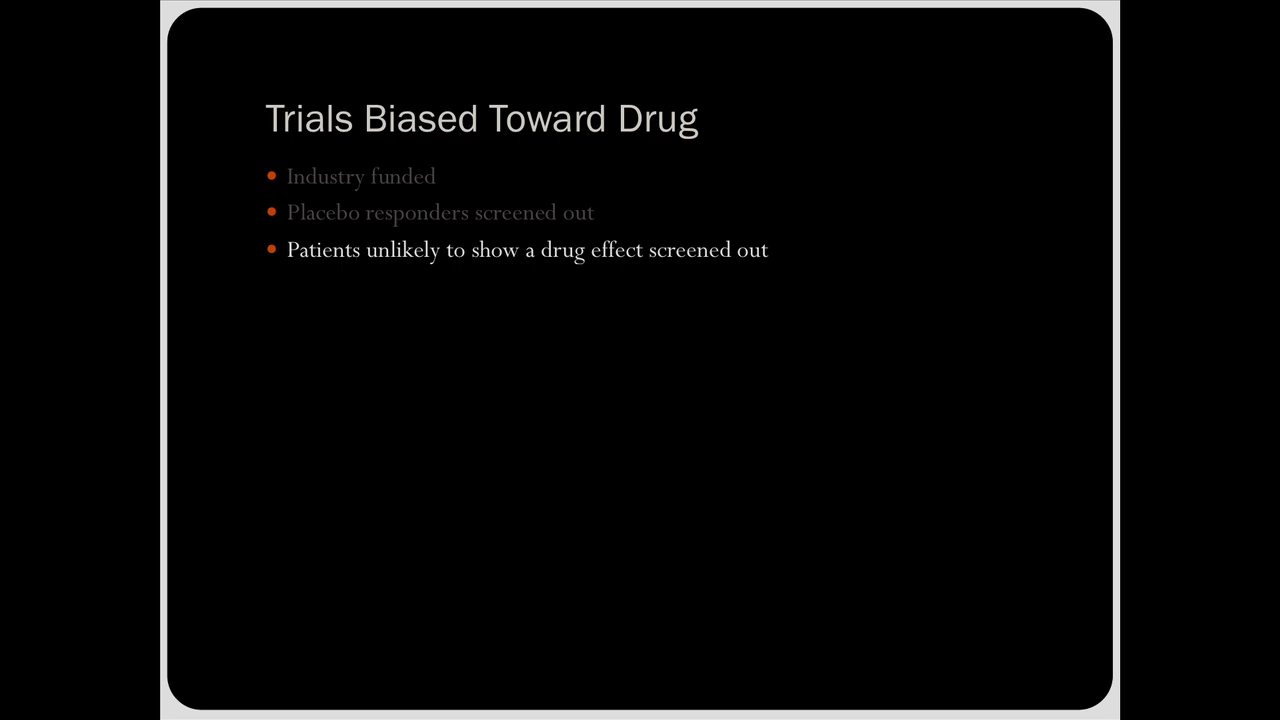 Trials Biased Toward Drug
Industry funded
Placebo responders screened out
Patients unlikely to show a drug effect screened out